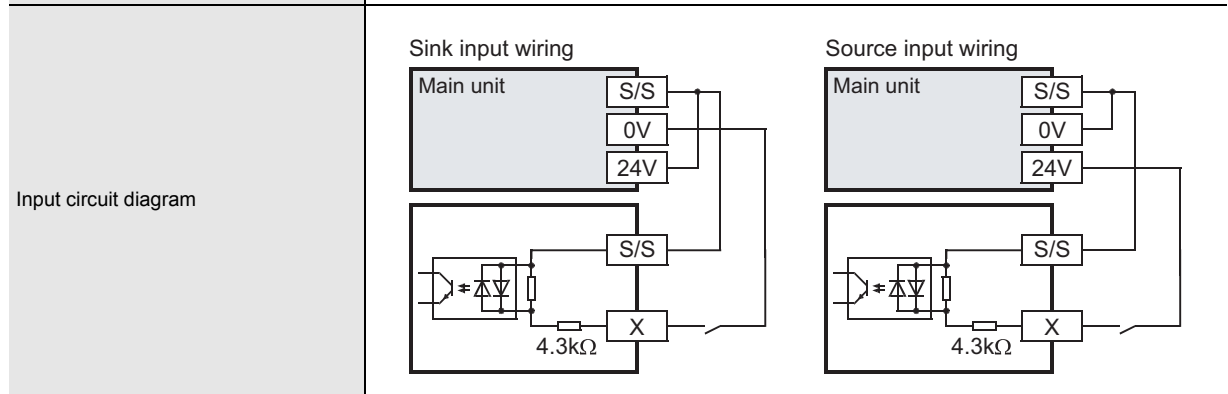 Input circuit diagram
Sink input wiring
Main unit
S/S
0V
24V
S/S
X
4.3kΩ
Source input wiring
Main unit
S/S
0V
24V
S/S
X
4.3kΩ